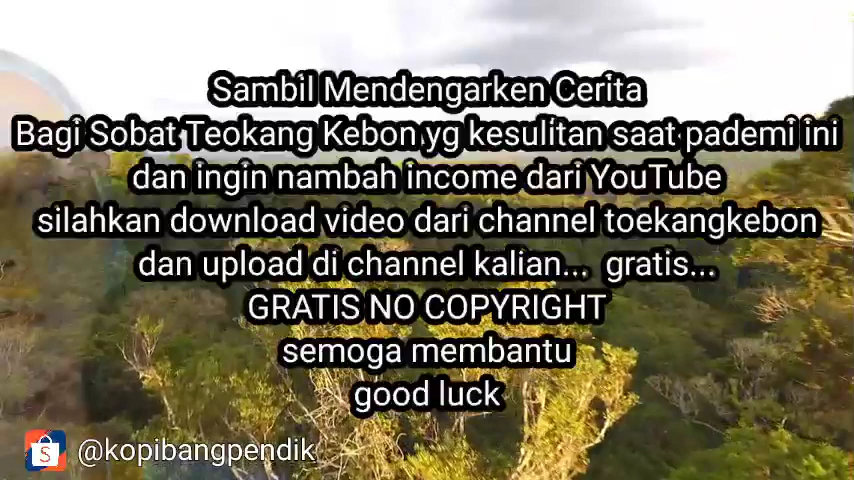 Sambil Mendengarken Cerita
Bagi Sobat Teokang Kebon yg kesulitan saat pademi ini
dan ingin nambah income dari YouTube
silahkan download video dari channel toekangkebon
dan upload di channel kalian... gratis...
GRATIS NO COPYRIGHT
semoga membantu
good luck
@kopibangpendik